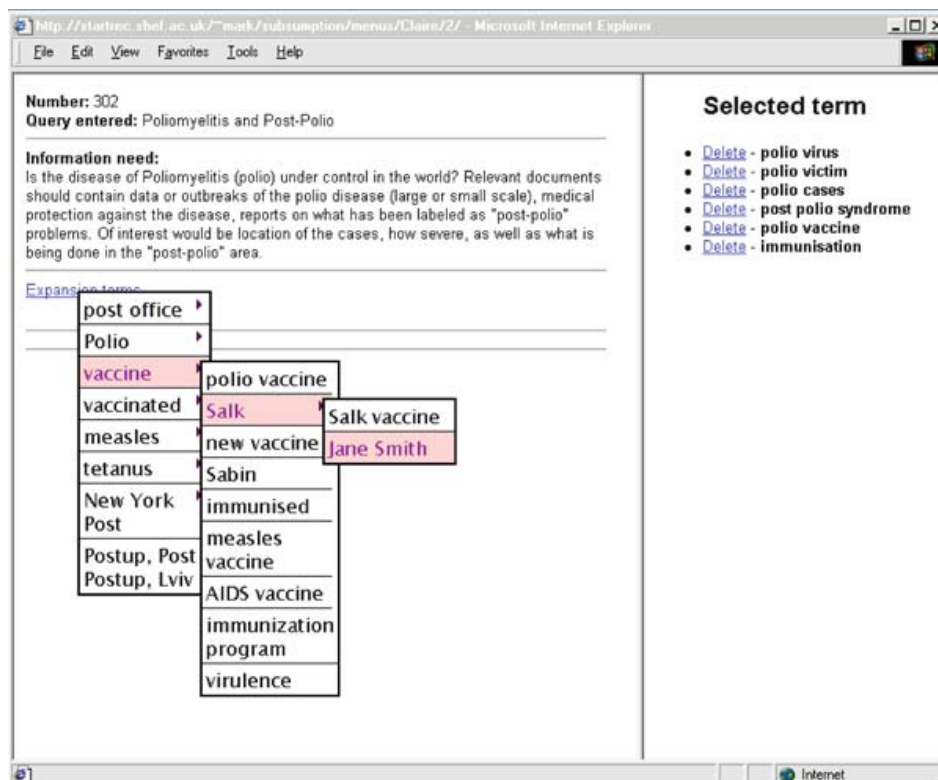 http://startrec.shef.ac.uk/~mark/subsumption/menus/Claire/2/ - Microsoft Internet Explorer
File Edit View Favorites Tools Help
Number: 302
Query entered: Poliomyelitis and Post-Polio
Information need:
Is the disease of Poliomyelitis (polio) under control in the world? Relevant documents
should contain data or outbreaks of the polio disease (large or small scale), medical
protection against the disease, reports on what has been labeled as "post-polio"
problems. Of interest would be location of the cases, how severe, as well as what is
being done in the "post-polio" area.
Expansion terms
post office
Polio
vaccine
vaccinated
measles
tetanus
New York
Post
Postup, Post
Postup, Lviv
polio vaccine
Salk
new vaccine
Sabin
immunised
measles
vaccine
AIDS vaccine
immunization
program
virulence
Salk vaccine
Jane Smith
Selected term
Delete - polio virus
Delete - polio victim
Delete - polio cases
Delete - post polio syndrome
Delete - polio vaccine
Delete - immunisation
Internet